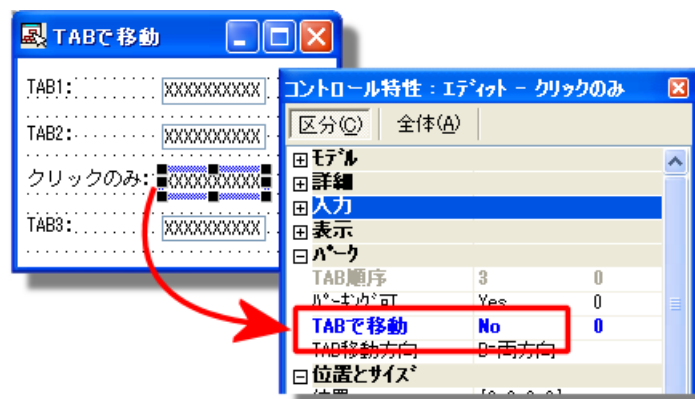 TABで移動
TAB1:
XXXXXXXXXX
TAB2:
XXXXXXXXXX
クリックのみ:
XXXXXXXXX
TAB3:
XXXXXXXXXX
コントロール特性:エディット - クリックのみ
区分(C) 全体(A)
モデル
詳細
入力
表示
パーク
TAB順序 3 0
パーキング可 Yes 0
TABで移動 No 0
TAB移動方向 B=両方向
位置とサイズ